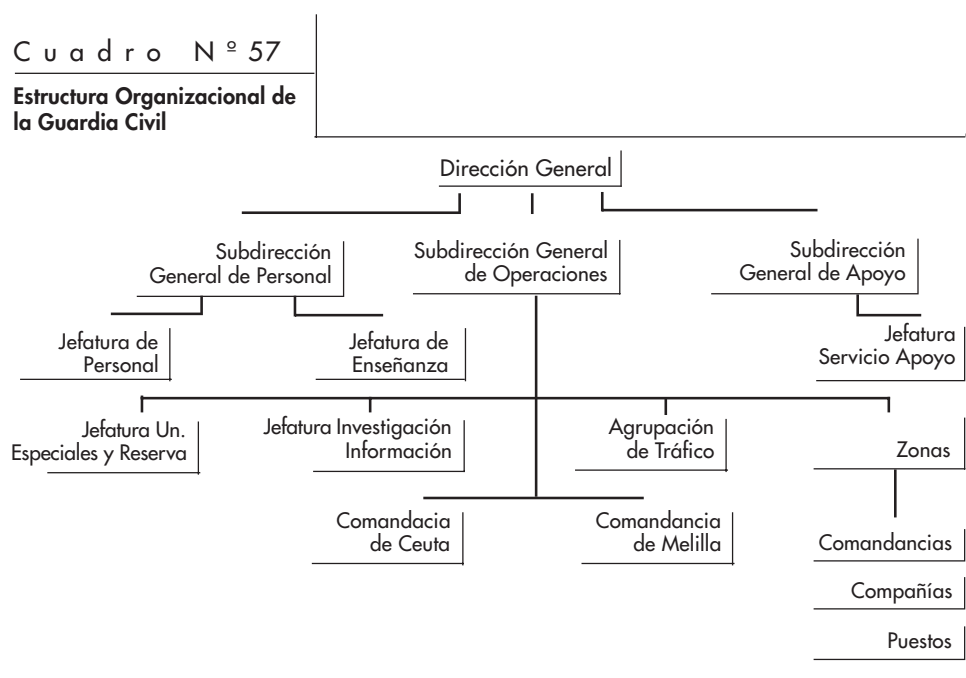 Cuadro Nº 57
Estructura Organizacional de
la Guardia Civil
Dirección General
Subdirección
General de Personal
Subdirección General
de Operaciones
Subdirección
General de Apoyo
Jefatura de
Personal
Jefatura de
Enseñanza
Jefatura
Servicio Apoyo
Jefatura Un.
Especiales y Reserva
Jefatura Investigación
Información
Agrupación
de Tráfico
Zonas
Comandacia
de Ceuta
Comandancia
de Melilla
Comandancias
Compañías
Puestos